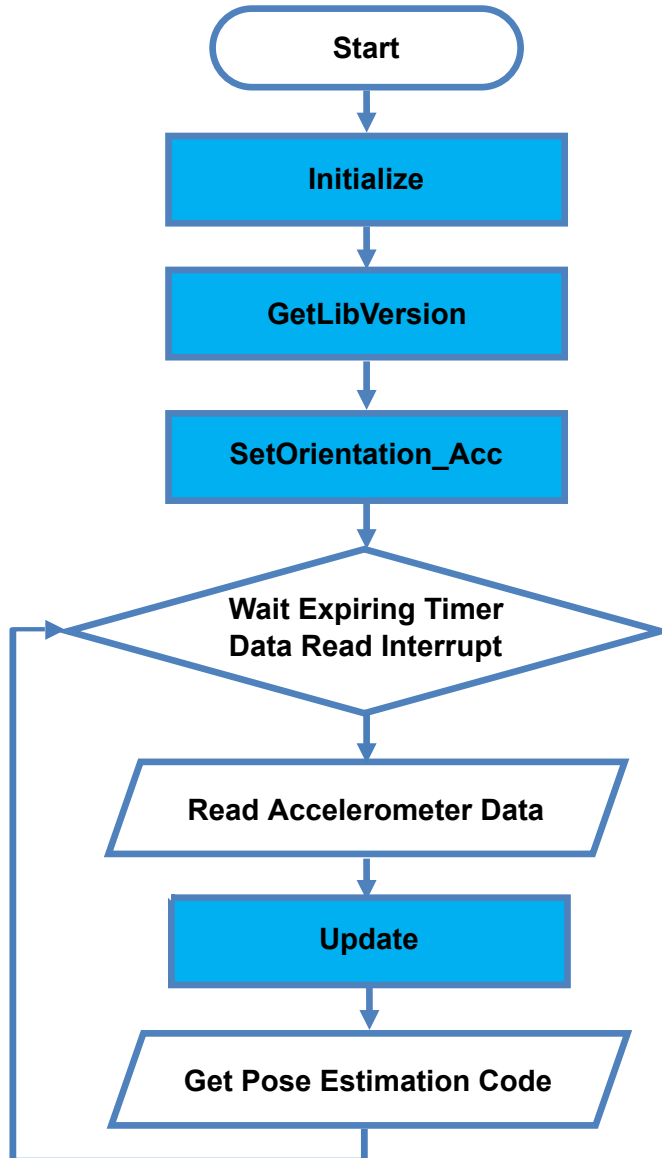 Start
Initialize
GetLibVersion
SetOrientation_Acc
Wait Expiring Timer
Data Read Interrupt
Read Accelerometer Data
Update
Get Pose Estimation Code